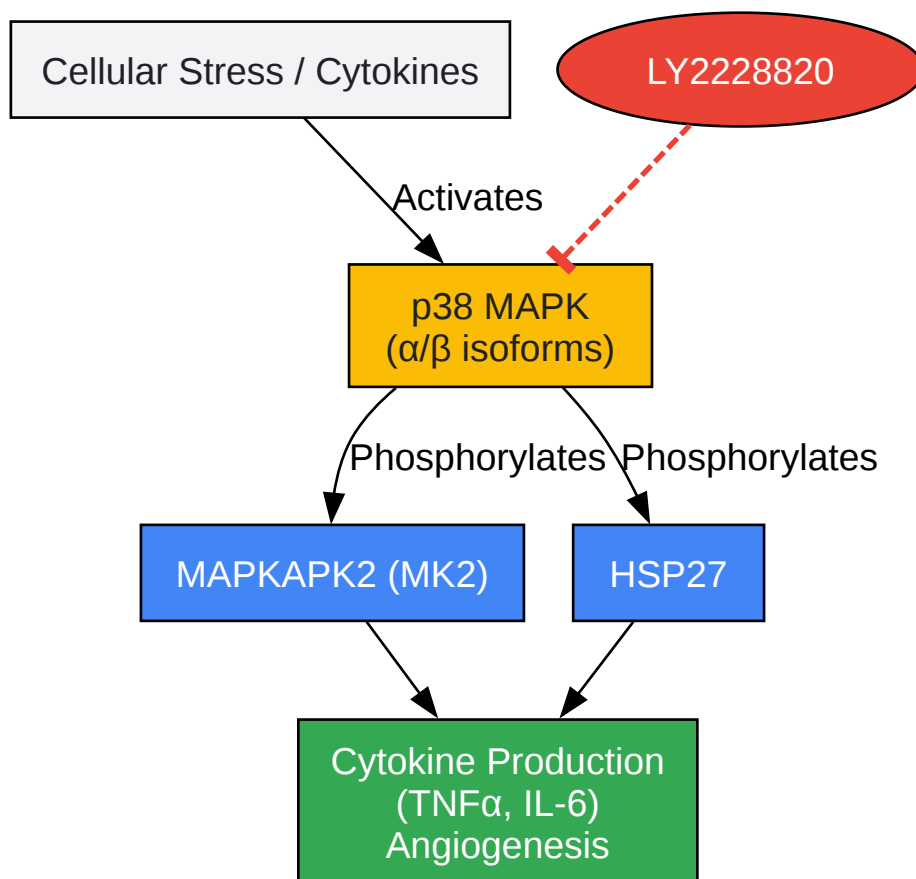 Cellular Stress / Cytokines
LY2228820
Activates
p38 MAPK
(α/β isoforms)
Phosphorylates
Phosphorylates
MAPKAPK2 (MK2)
HSP27
Cytokine Production
(TNFα, IL-6)
Angiogenesis